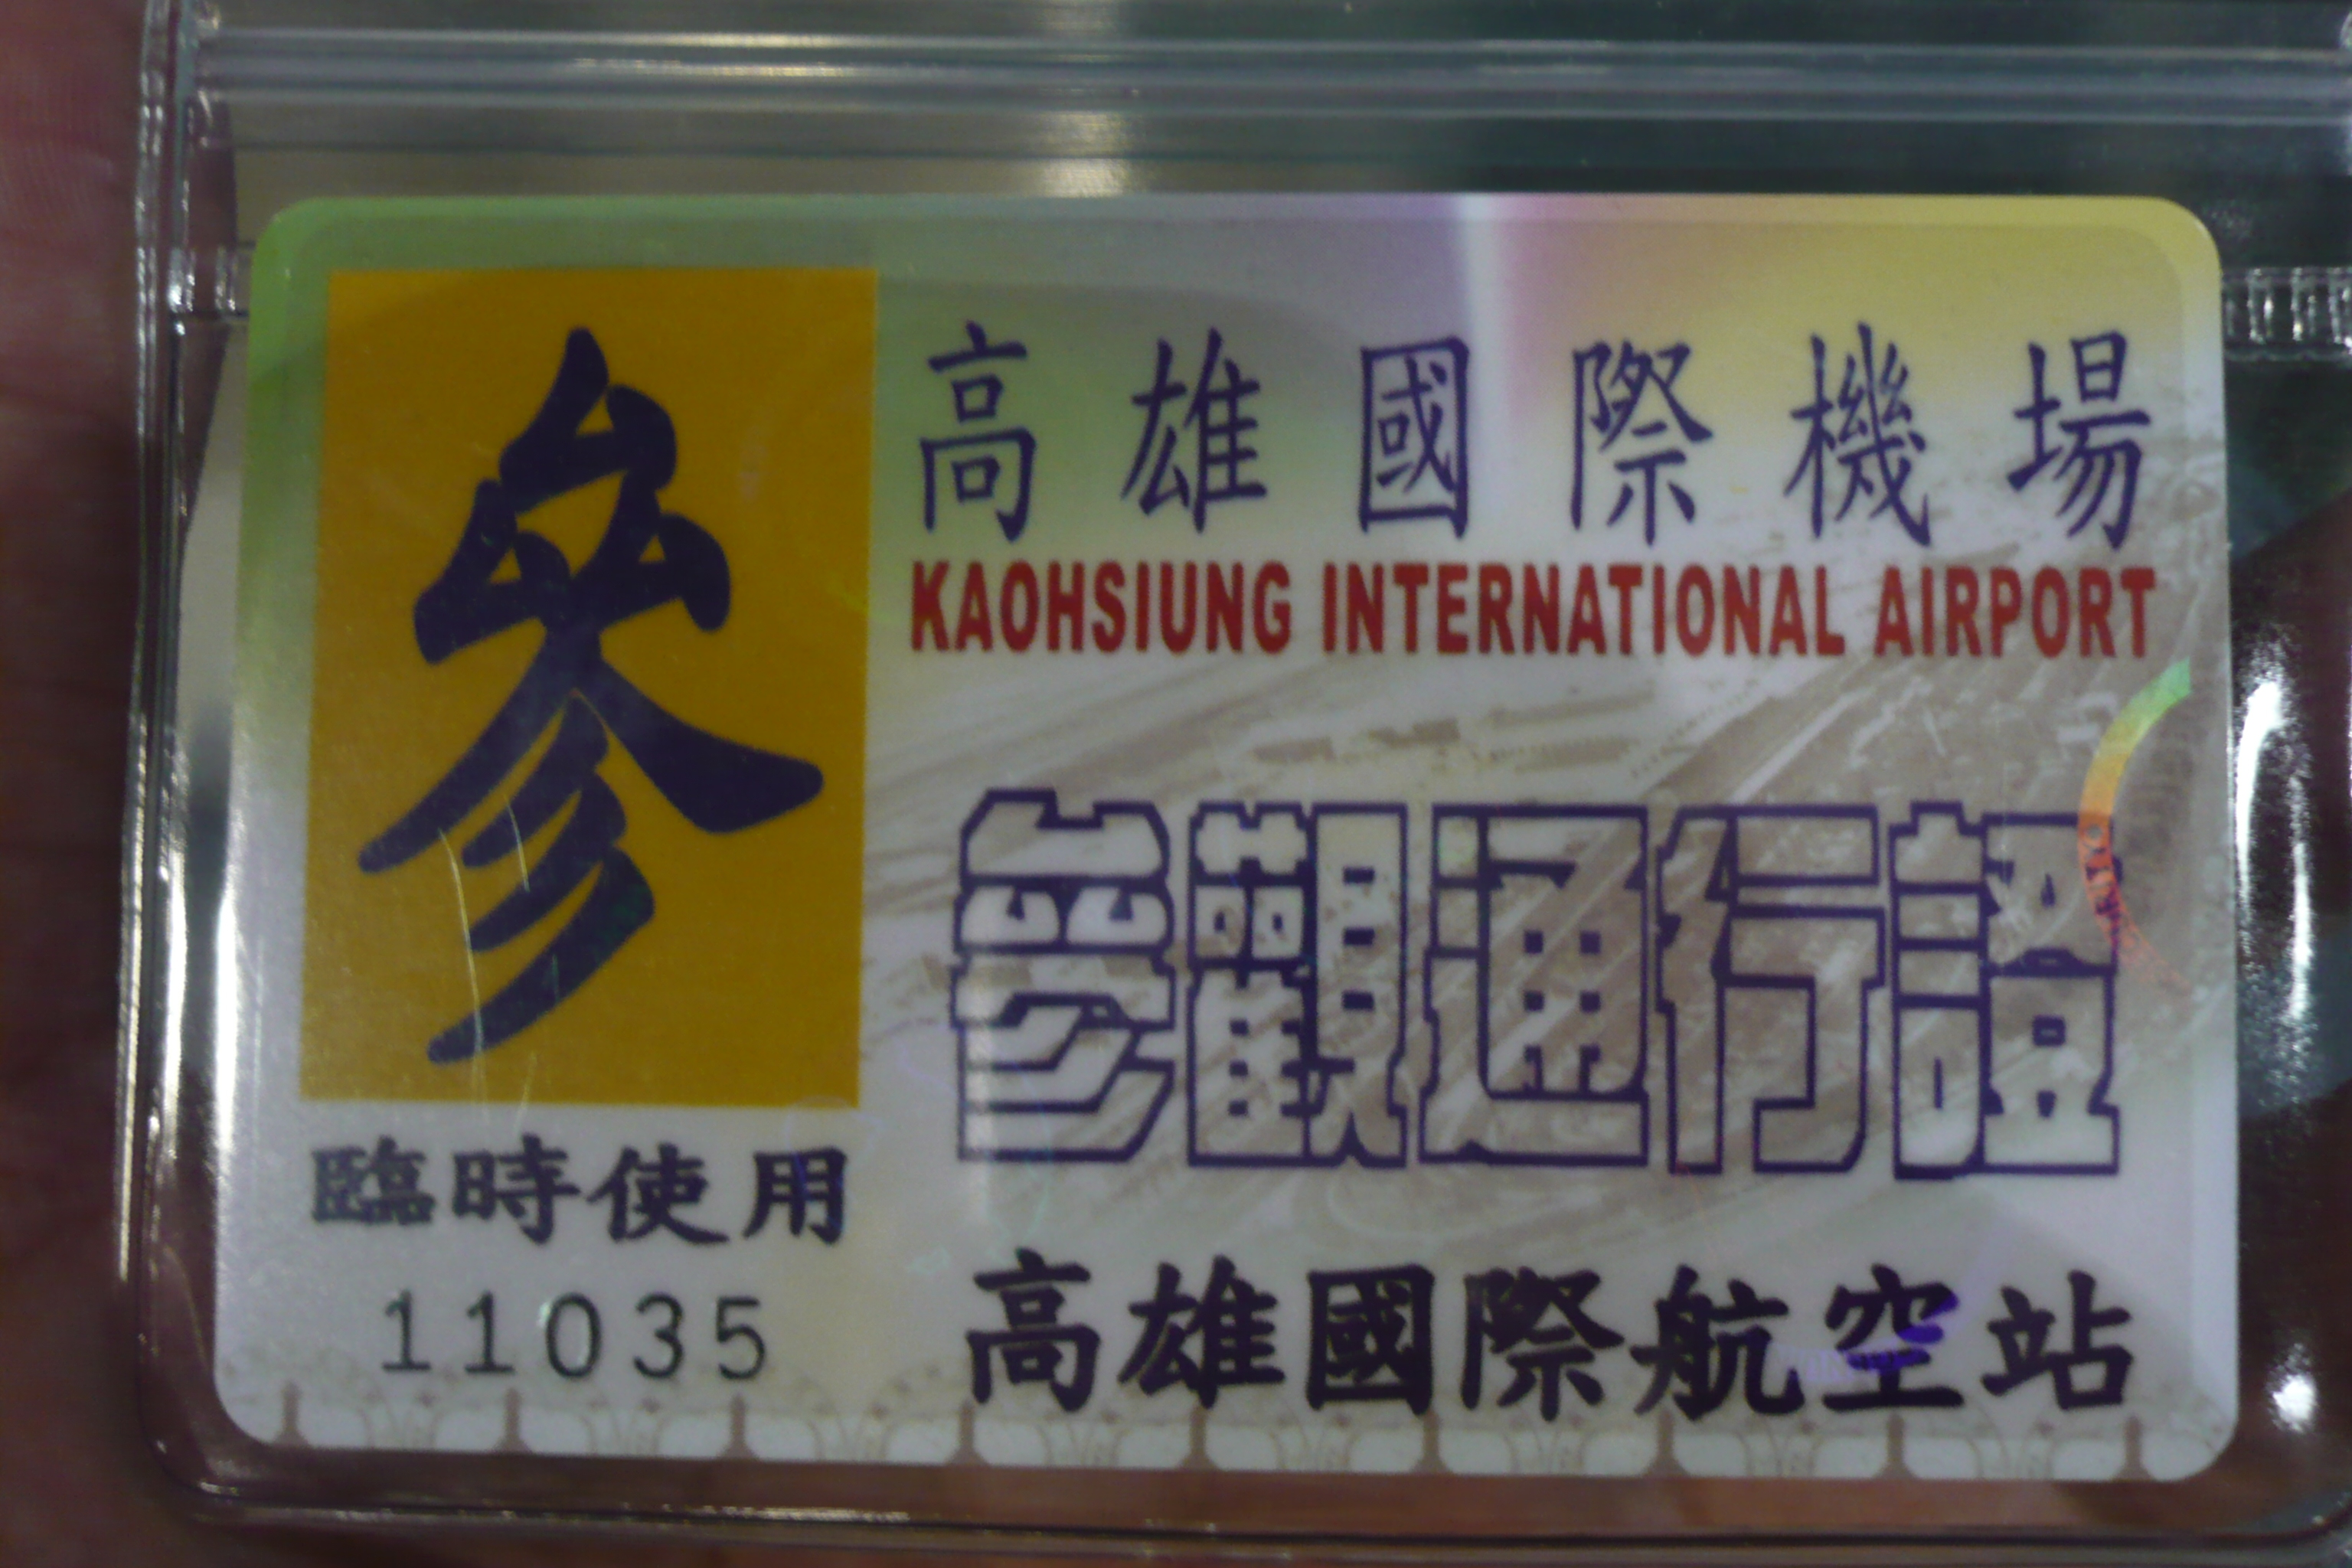 參
臨時使用
11035
高雄國際機場
KAOHSIUNG INTERNATIONAL AIRPORT
參觀通行證
高雄國際航空站